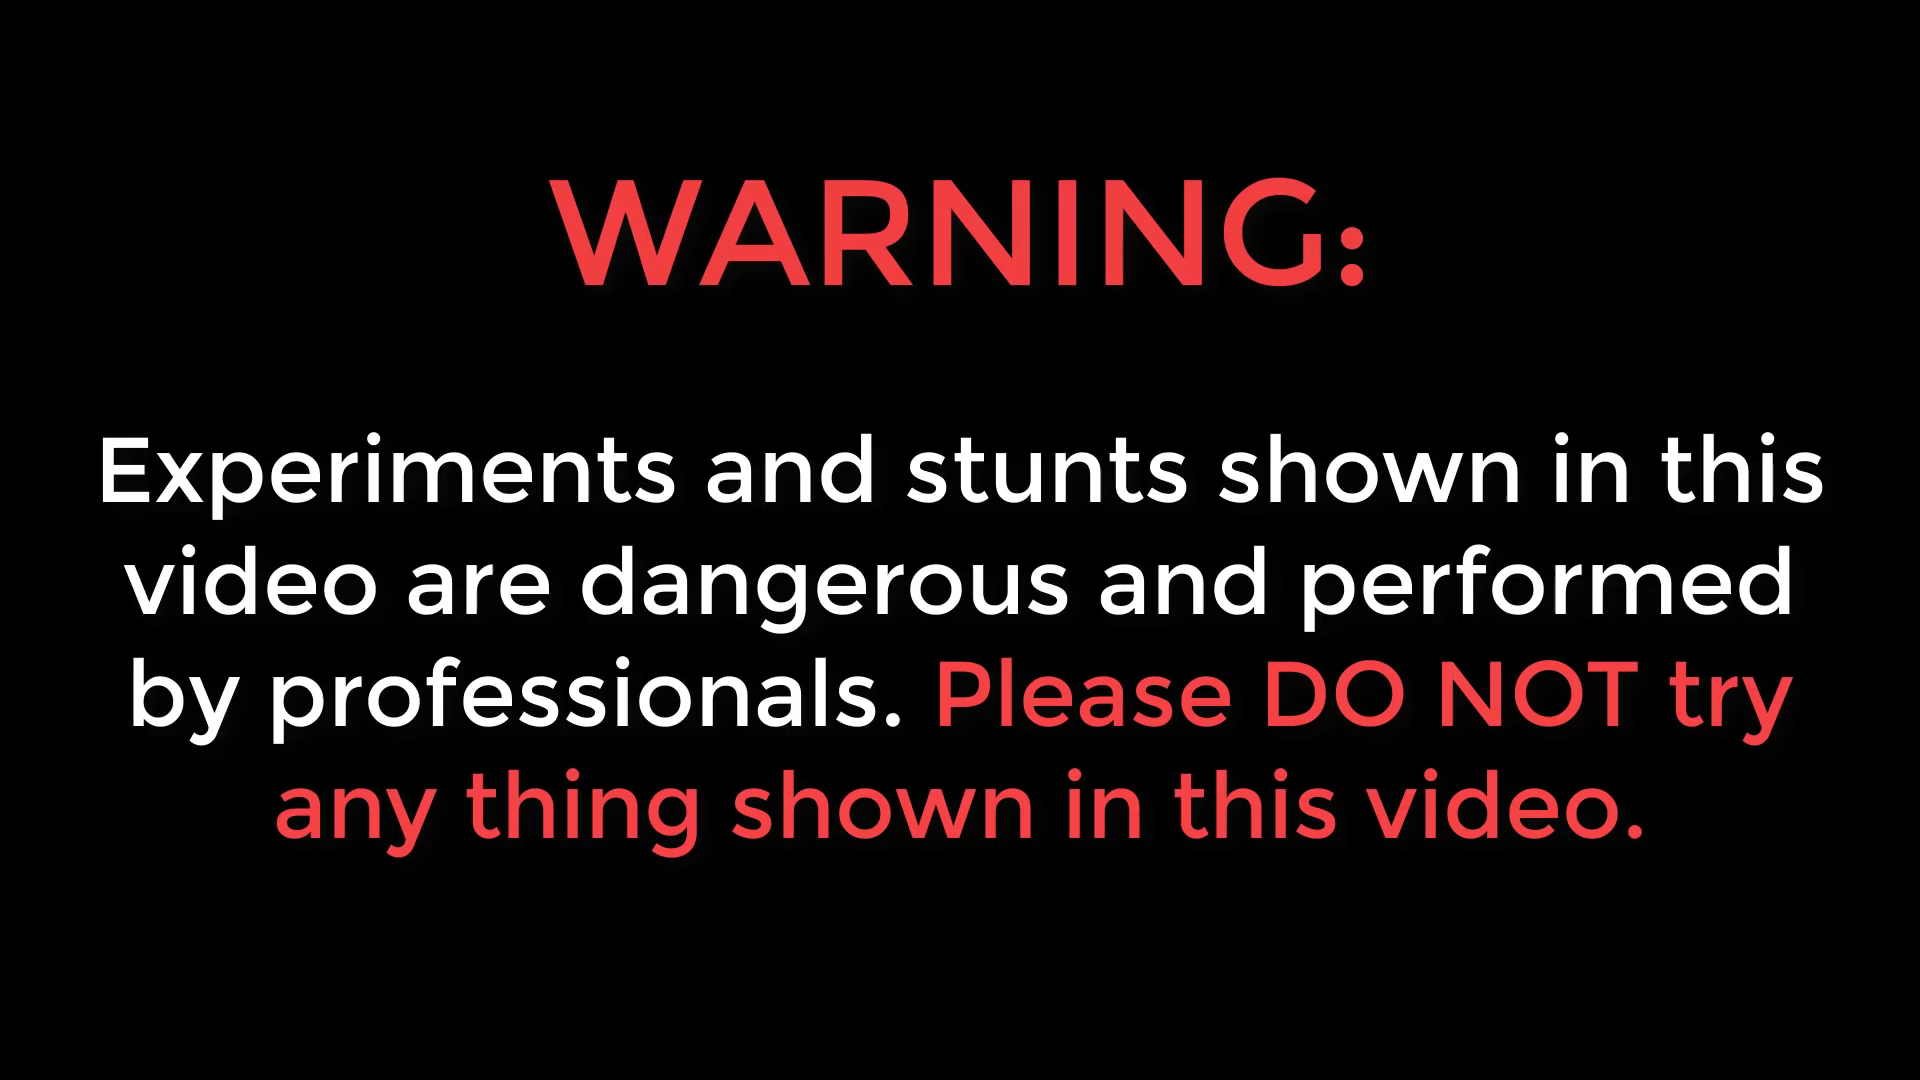 WARNING:
Experiments and stunts shown in this
video are dangerous and performed
by professionals. Please DO NOT try
any thing shown in this video.